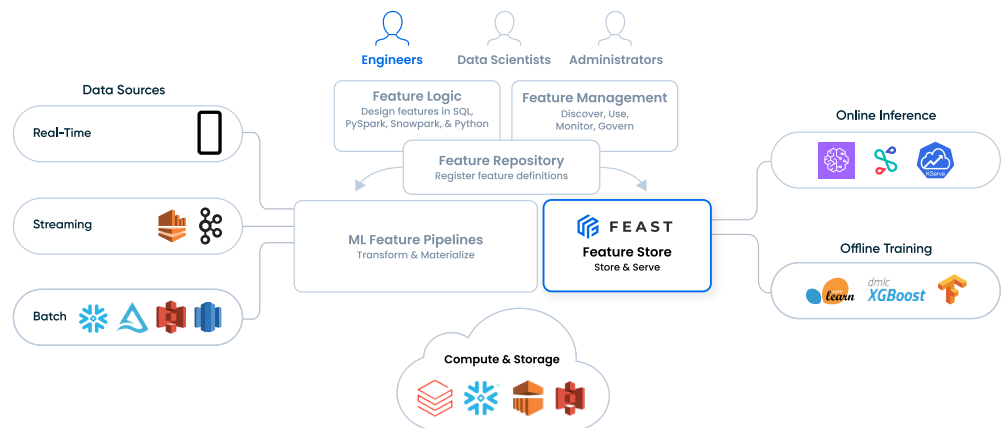 Engineers
Data Scientists
Administrators
Data Sources
Feature Logic
Design features in SQL,
PySpark, Snowpark, & Python
Feature Management
Discover, Use,
Monitor, Govern
Real-Time
Online Inference
KServe
Feature Repository
Register feature definitions
Streaming
ML Feature Pipelines
Transform & Materialize
FEAST
Feature Store
Store & Serve
Offline Training
learn
dmlc
XGBoost
Batch
Compute & Storage